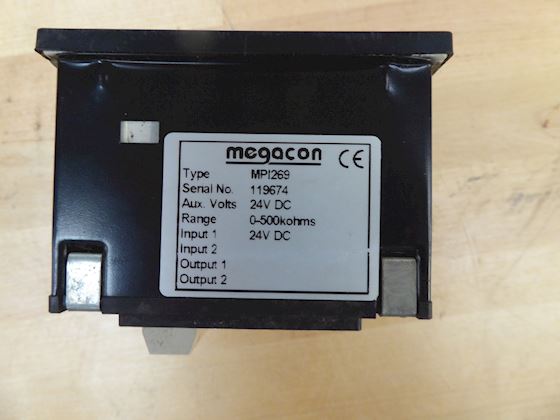 megacon CE
Type MPI269
Serial No. 119674
Aux. Volts 24V DC
Range 0-500kohms
Input 1 24V DC
Input 2
Output 1
Output 2